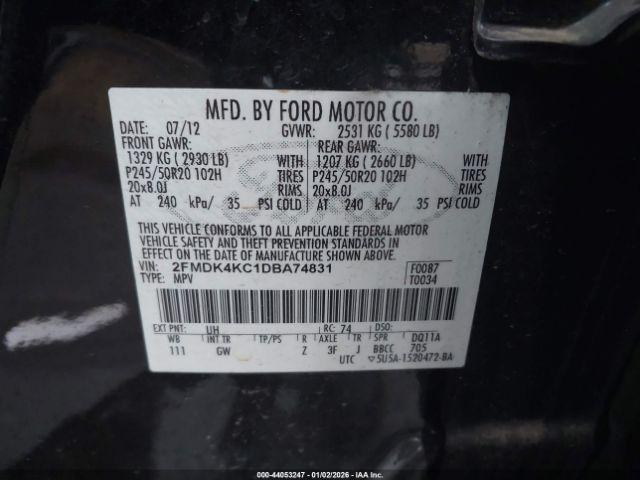 MFD. BY FORD MOTOR CO.
DATE: 07/12 GVWR: 2531 KG ( 5580 LB)
FRONT GAWR: REAR GAWR:
1329 KG ( 2930 LB) WITH 1207 KG ( 2660 LB) WITH
P245/50R20 102H TIRES P245/50R20 102H TIRES
20x8.0J RIMS 20x8.0J RIMS
AT 240 kPa/ 35 PSI COLD AT 240 kPa/ 35 PSI COLD
THIS VEHICLE CONFORMS TO ALL APPLICABLE FEDERAL MOTOR
VEHICLE SAFETY AND THEFT PREVENTION STANDARDS IN
EFFECT ON THE DATE OF MANUFACTURE SHOWN ABOVE.
VIN: 2FMDK4KC1DBA74831 F0087
TYPE: MPV T0034
EXT PNT: UH RC: 74 DSO:
WB INT TR TP/PS R AXLE TR SPR DQ11A
111 GW Z 3F J BBCC 705
UTC 5U5A-1520472-BA
Ford
000-44053247 - 01/02/2026 - IAA Inc.